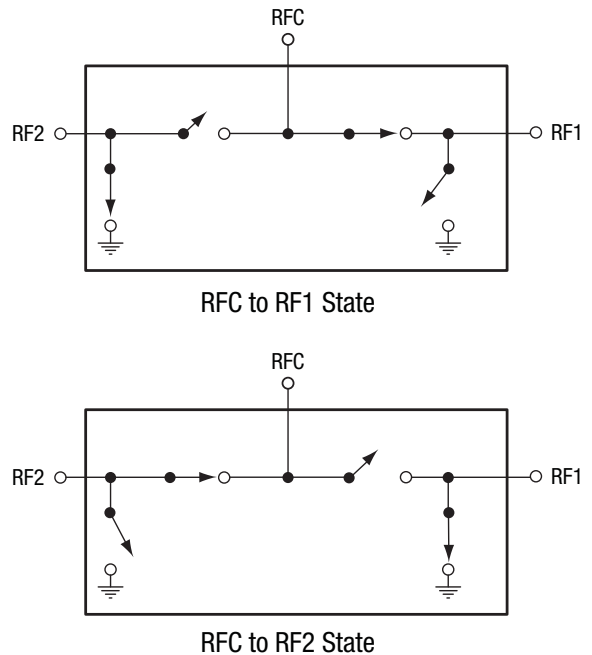 RFC
RF2
RF1
RFC to RF1 State
RFC
RF2
RF1
RFC to RF2 State